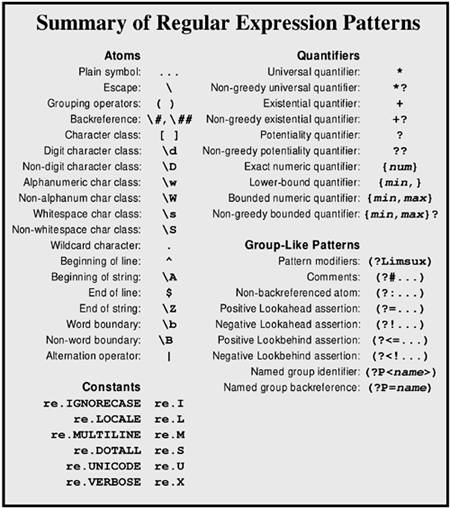 Summary of Regular Expression Patterns
Atoms
Plain symbol: ...
Escape: \
Grouping operators: ( )
Backreference: \#, \##
Character class: [ ]
Digit character class: \d
Non-digit character class: \D
Alphanumeric char class: \w
Non-alphanum char class: \W
Whitespace char class: \s
Non-whitespace char class: \S
Wildcard character: .
Beginning of line: ^
Beginning of string: \A
End of line: $
End of string: \Z
Word boundary: \b
Non-word boundary: \B
Alternation operator: |
Constants
re.IGNORECASE re.I
re.LOCALE re.L
re.MULTILINE re.M
re.DOTALL re.S
re.UNICODE re.U
re.VERBOSE re.X
Quantifiers
Universal quantifier: *
Non-greedy universal quantifier: *?
Existential quantifier: +
Non-greedy existential quantifier: +?
Potentiality quantifier: ?
Non-greedy potentiality quantifier: ??
Exact numeric quantifier: {num}
Lower-bound quantifier: {min,}
Bounded numeric quantifier: {min,max}
Non-greedy bounded quantifier: {min,max}?
Group-Like Patterns
Pattern modifiers: (?Limsux)
Comments: (?#...)
Non-backreferenced atom: (?:...)
Positive Lookahead assertion: (?=...)
Negative Lookahead assertion: (?!...)
Positive Lookbehind assertion: (?<=...)
Negative Lookbehind assertion: (?<!...)
Named group identifier: (?P<name>)
Named group backreference: (?P=name)